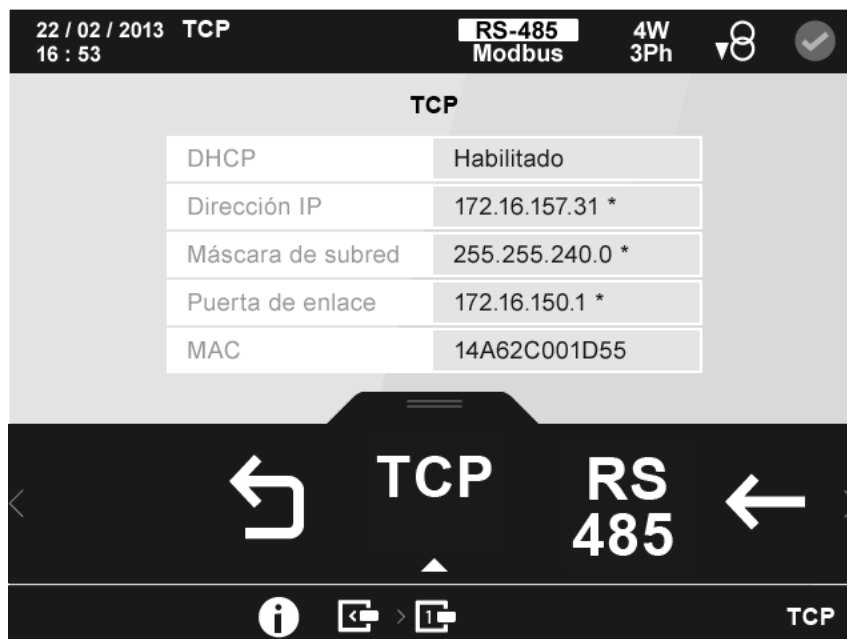 22 / 02 / 2013 TCP RS-485 4W
16 : 53 Modbus 3Ph
TCP
DHCP Habilitado
Dirección IP 172.16.157.31 *
Máscara de subred 255.255.240.0 *
Puerta de enlace 172.16.150.1 *
MAC 14A62C001D55
TCP RS
485
i 1 TCP